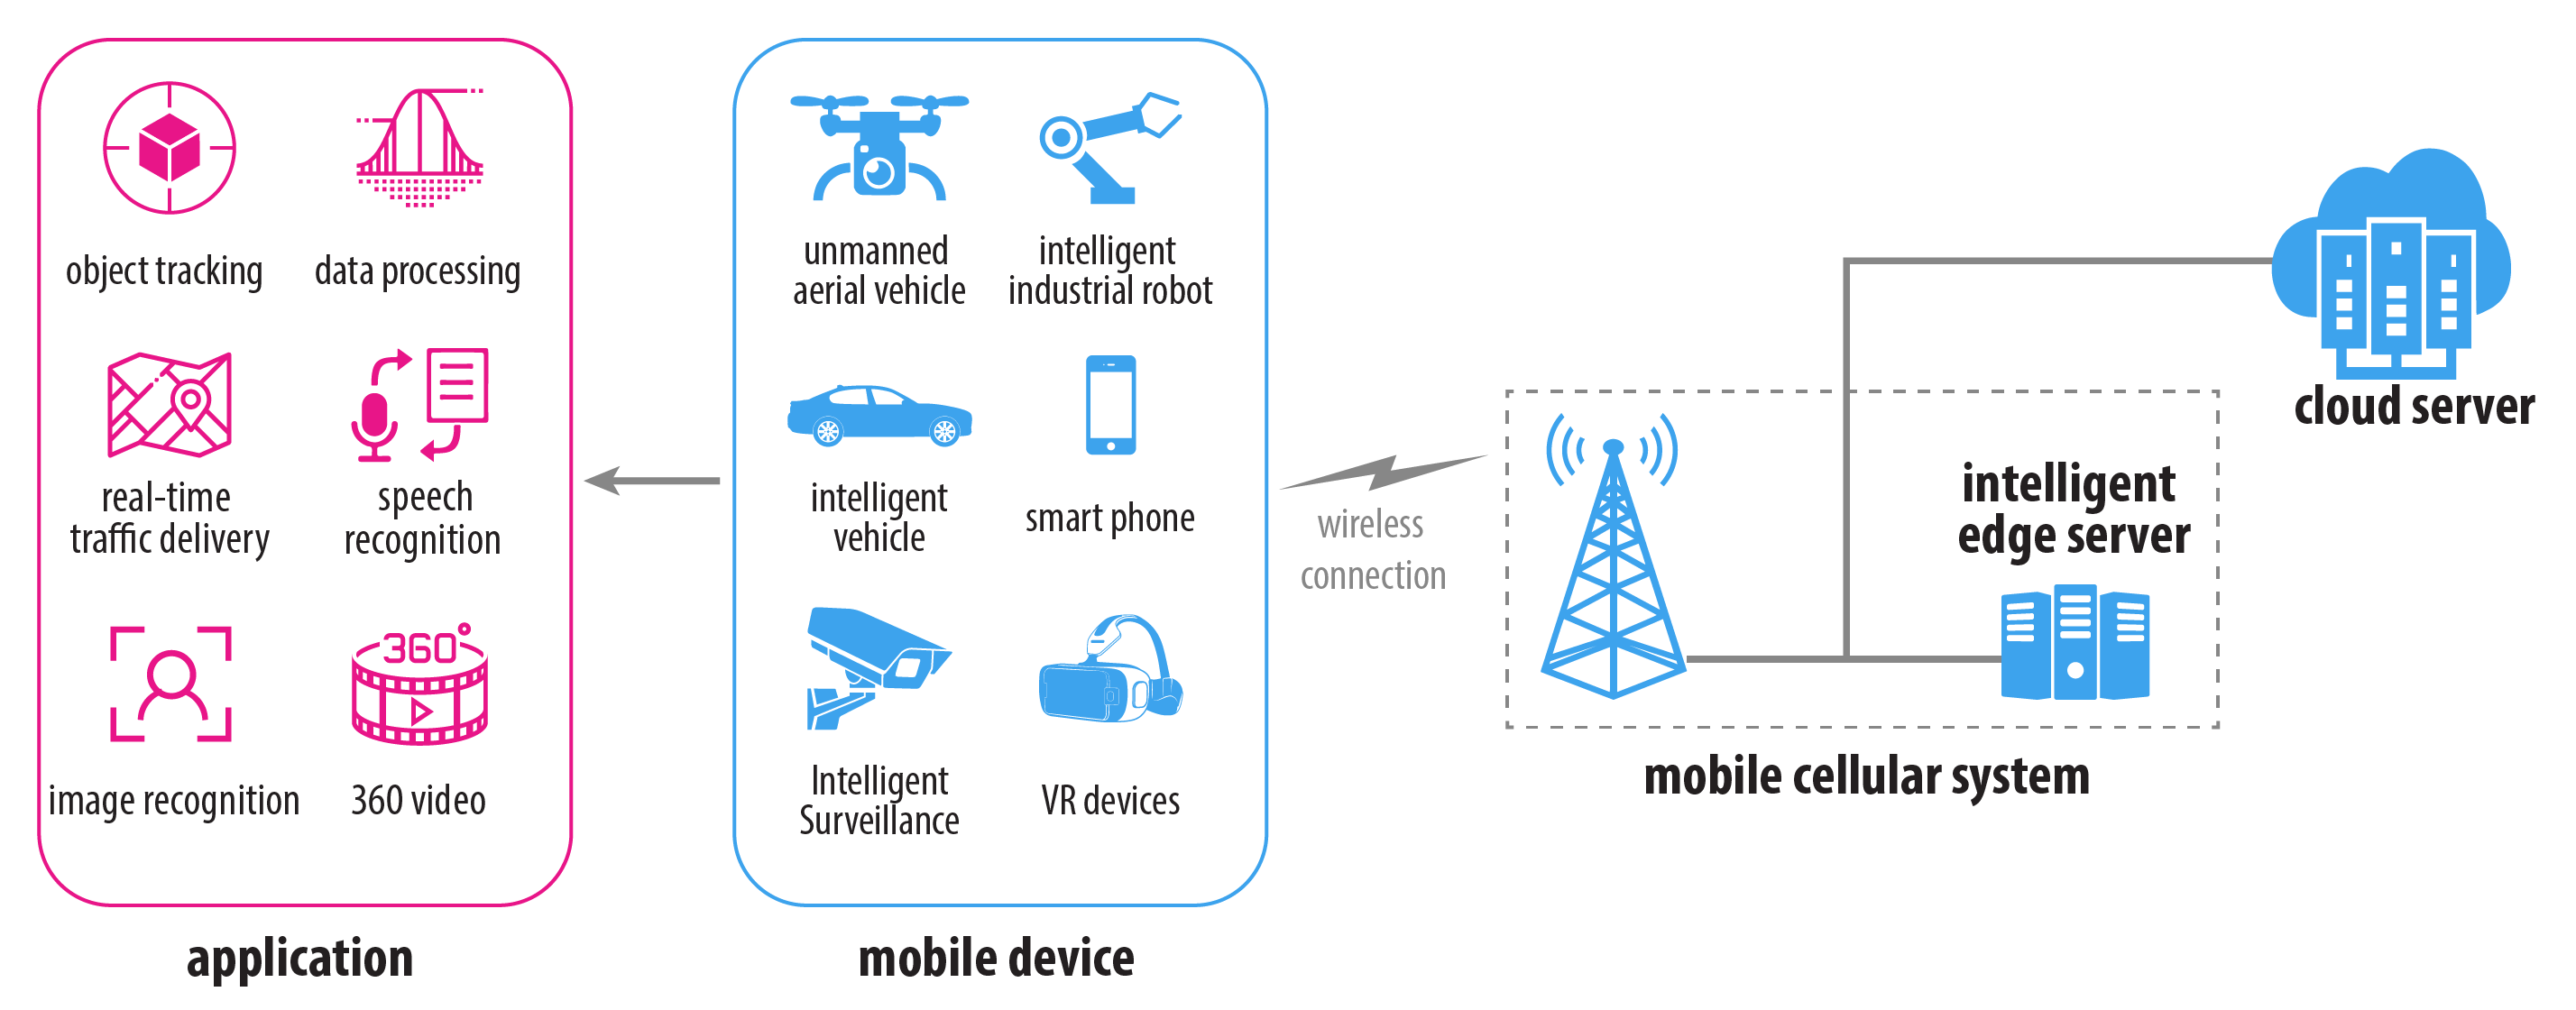 object tracking
data processing
real-time
traffic delivery
speech
recognition
image recognition
360°
360 video
application
unmanned
aerial vehicle
intelligent
industrial robot
intelligent
vehicle
smart phone
Intelligent
Surveillance
VR devices
mobile device
wireless
connection
intelligent
edge server
mobile cellular system
cloud server